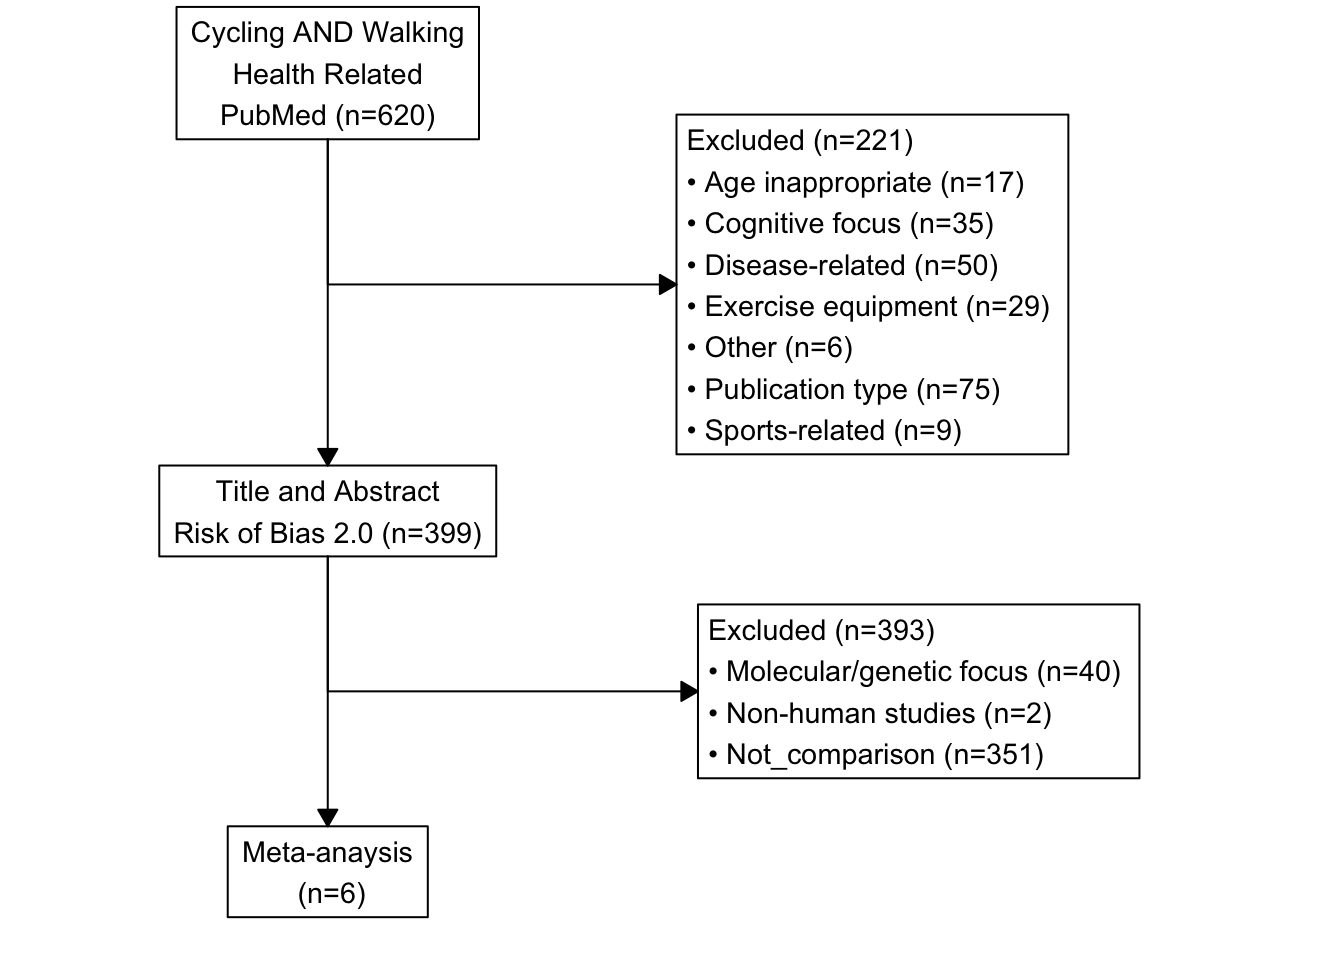 Cycling AND Walking
Health Related
PubMed (n=620)
Excluded (n=221)
• Age inappropriate (n=17)
• Cognitive focus (n=35)
• Disease-related (n=50)
• Exercise equipment (n=29)
• Other (n=6)
• Publication type (n=75)
• Sports-related (n=9)
Title and Abstract
Risk of Bias 2.0 (n=399)
Excluded (n=393)
• Molecular/genetic focus (n=40)
• Non-human studies (n=2)
• Not_comparison (n=351)
Meta-anaysis
(n=6)